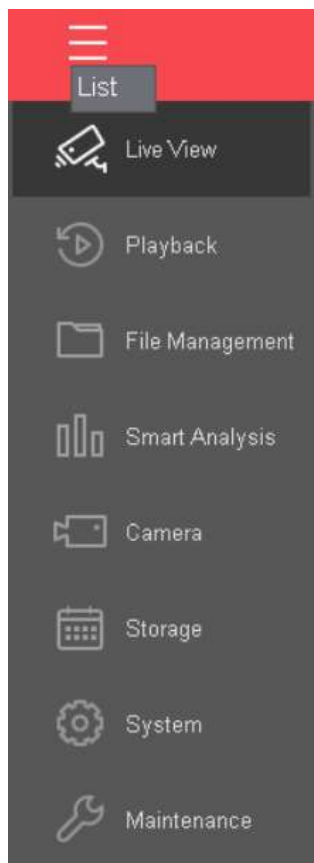 List
Live View
Playback
File Management
Smart Analysis
Camera
Storage
System
Maintenance